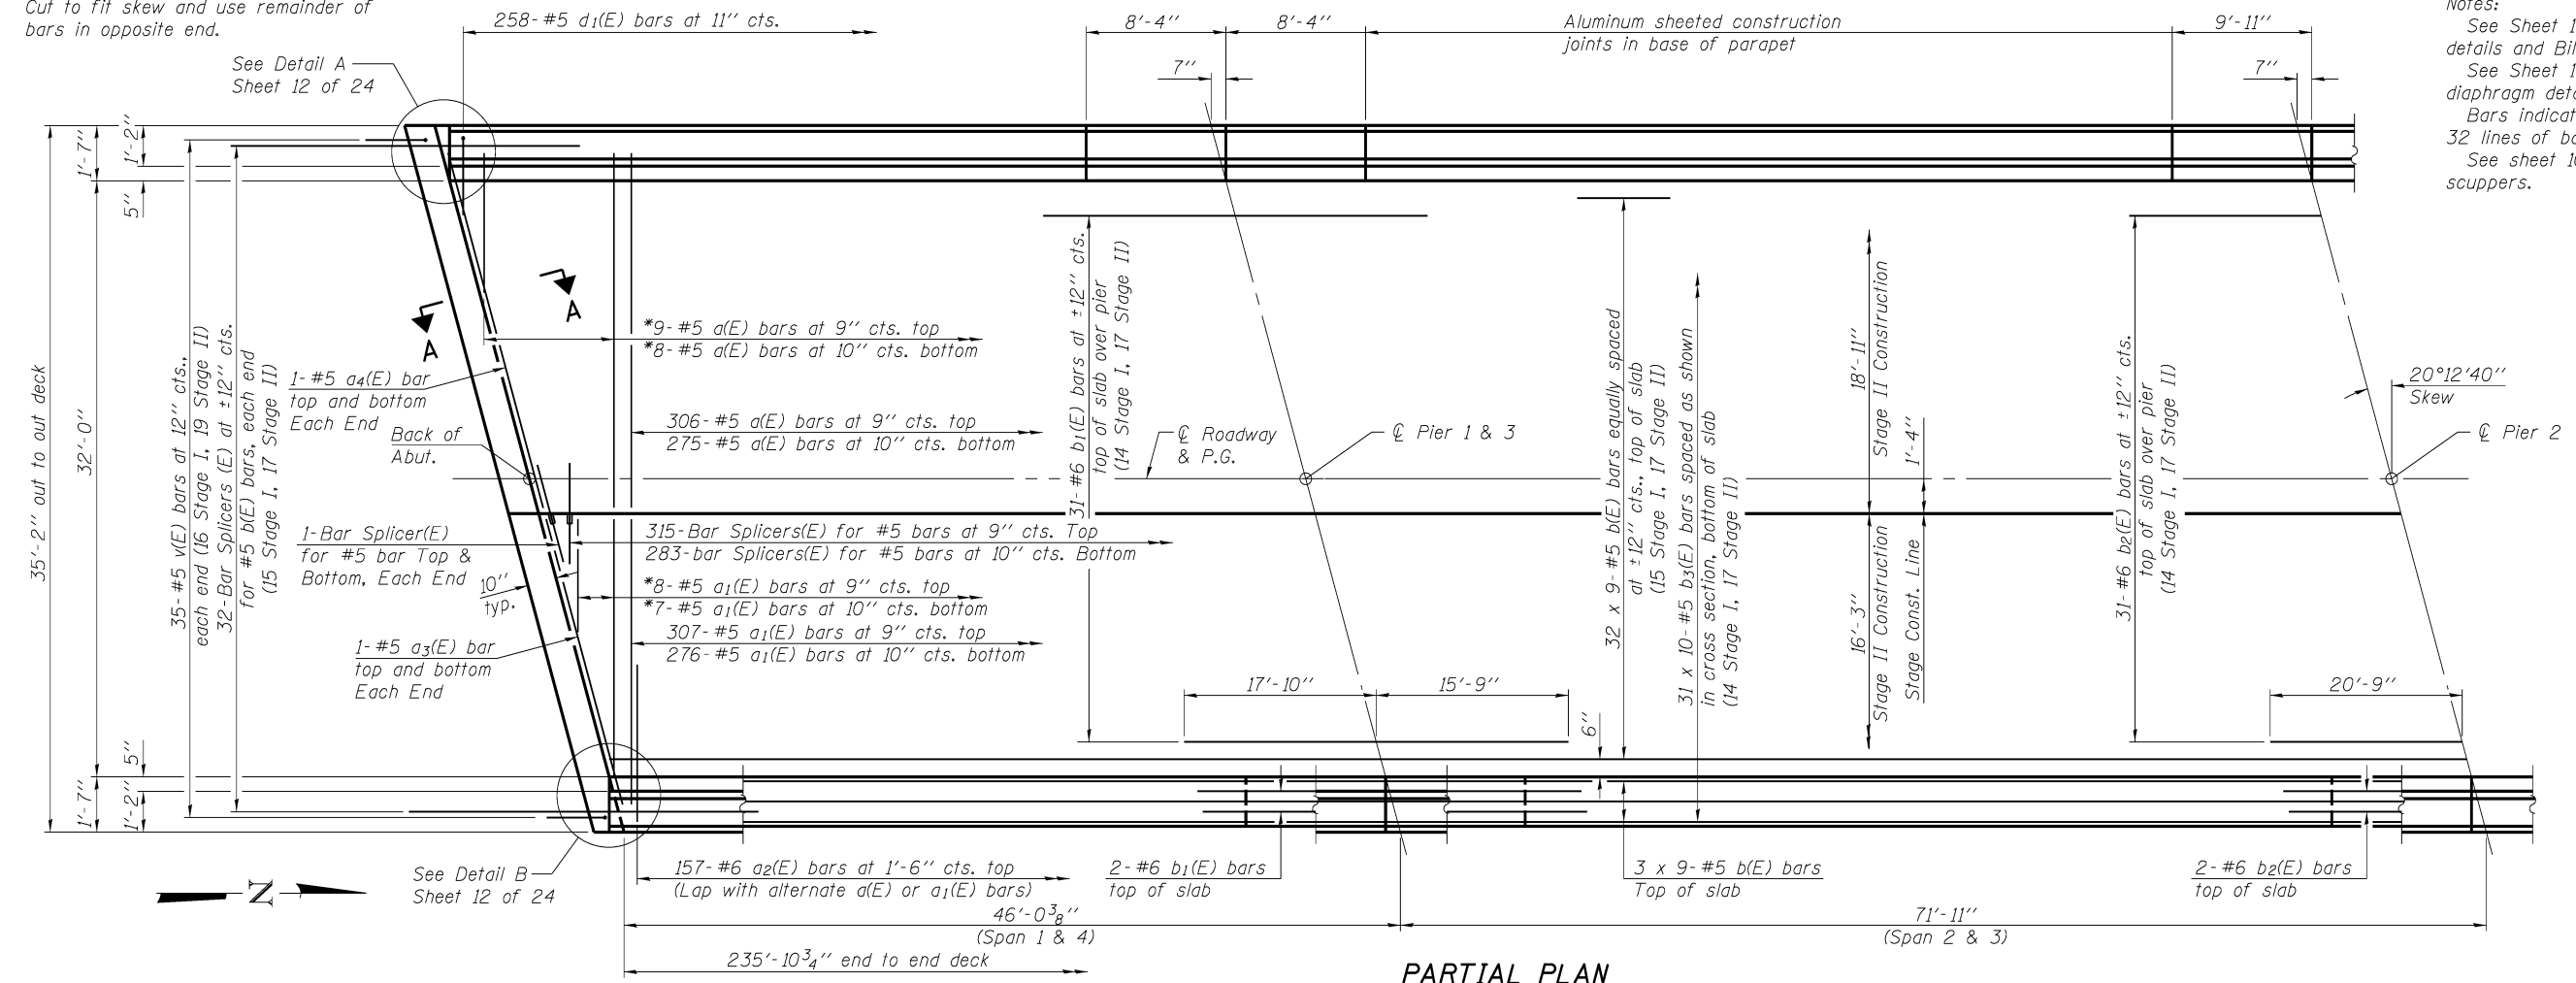 Cut to fit skew and use remainder of
bars in opposite end.
258-#5 d1(E) bars at 11" cts.
8'-4"
8'-4"
Aluminum sheeted construction
joints in base of parapet
9'-11"
7"
7"
Notes:
See Sheet 1
details and
See Sheet 1
diaphragm
Bars
32 lines of
See sheet
scuppers.
See Detail A
Sheet 12 of 24
1'-7"
1'-2"
5"
35'-2" out to out deck
32'-0"
35-#5 v(E) bars at 12" cts.,
each end (16 Stage I, 19 Stage II)
32-Bar Splicers (E) at ±12" cts.
for #5 b(E) bars, each end
(15 Stage I, 17 Stage II)
5"
1'-7"
1'-2"
A
A
*9-#5 a(E) bars at 9" cts. top
*8-#5 a(E) bars at 10" cts. bottom
1-#5 a4(E) bar
top and bottom
Each End
Back of
Abut.
306-#5 a(E) bars at 9" cts. top
275-#5 a(E) bars at 10" cts. bottom
31-#6 b1(E) bars at ±12" cts.
top of slab over pier
(14 Stage I, 17 Stage II)
℄ Roadway
& P.G.
℄ Pier 1 & 3
32 x 9-#5 b(E) bars equally spaced
at ±12" cts., top of slab
(15 Stage I, 17 Stage II)
31 x 10-#5 b3(E) bars spaced as shown
in cross section, bottom of slab
(14 Stage I, 17 Stage II)
18'-11"
Stage II Construction
1'-4"
16'-3"
Stage II Construction
Stage Const. Line
31-#6 b2(E) bars at ±12" cts.
top of slab over pier
(14 Stage I, 17 Stage II)
20°12'40"
Skew
℄ Pier 2
1-Bar Splicer(E)
for #5 bar Top &
Bottom, Each End
10"
typ.
315-Bar Splicers(E) for #5 bars at 9" cts. Top
283-bar Splicers(E) for #5 bars at 10" cts. Bottom
*8-#5 a1(E) bars at 9" cts. top
*7-#5 a1(E) bars at 10" cts. bottom
307-#5 a1(E) bars at 9" cts. top
276-#5 a1(E) bars at 10" cts. bottom
1-#5 a3(E) bar
top and bottom
Each End
17'-10"
15'-9"
6"
20'-9"
See Detail B
Sheet 12 of 24
N
157-#6 a2(E) bars at 1'-6" cts. top
(Lap with alternate a(E) or a1(E) bars)
2-#6 b1(E) bars
top of slab
3 x 9-#5 b(E) bars
Top of slab
2-#6 b2(E) bars
top of slab
46'-0 3/8"
(Span 1 & 4)
71'-11"
(Span 2 & 3)
235'-10 3/4" end to end deck
PARTIAL PLAN